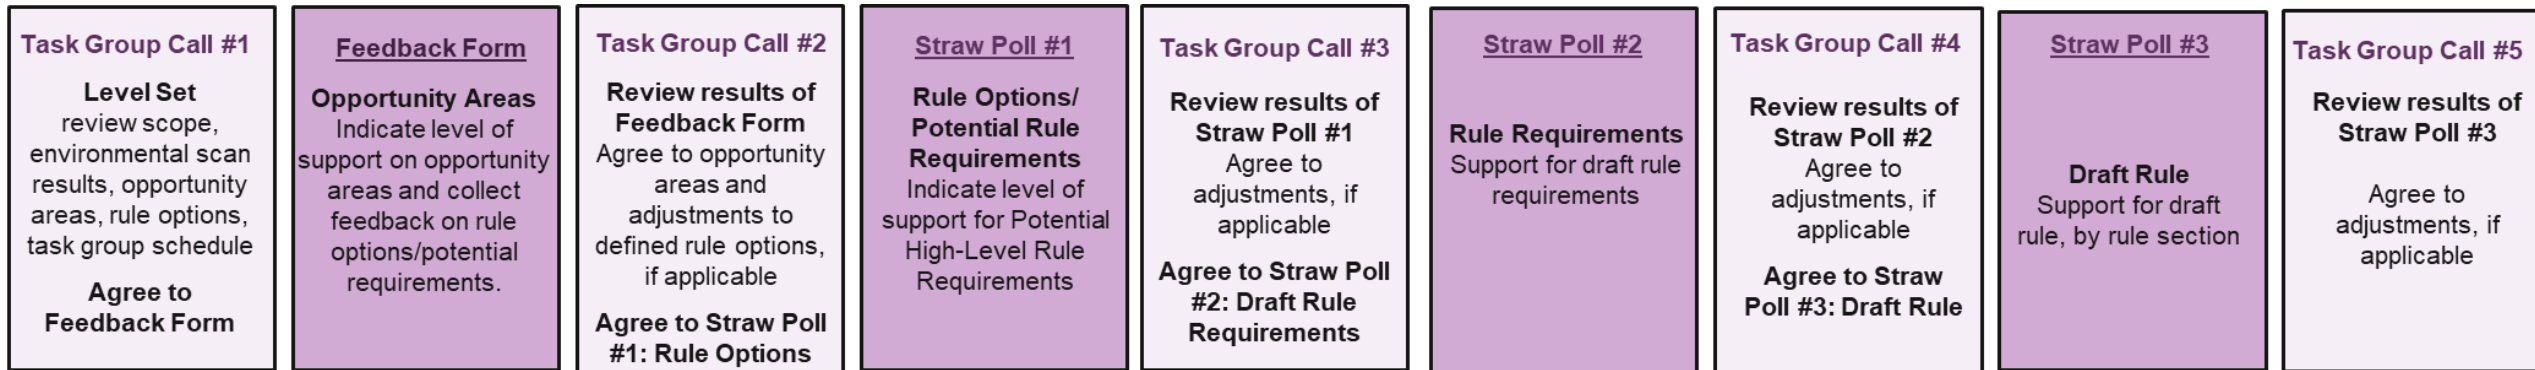 Task Group Call #1
Level Set
review scope,
environmental scan
results, opportunity
areas, rule options,
task group schedule
Agree to
Feedback Form
Feedback Form
Opportunity Areas
Indicate level of
support on opportunity
areas and collect
feedback on rule
options/potential
requirements.
Task Group Call #2
Review results of
Feedback Form
Agree to opportunity
areas and
adjustments to
defined rule options,
if applicable
Agree to Straw Poll
#1: Rule Options
Straw Poll #1
Rule Options/
Potential Rule
Requirements
Indicate level of
support for Potential
High-Level Rule
Requirements
Task Group Call #3
Review results of
Straw Poll #1
Agree to
adjustments, if
applicable
Agree to Straw Poll
#2: Draft Rule
Requirements
Straw Poll #2
Rule Requirements
Support for draft rule
requirements
Task Group Call #4
Review results of
Straw Poll #2
Agree to
adjustments, if
applicable
Agree to Straw
Poll #3: Draft Rule
Straw Poll #3
Draft Rule
Support for draft
rule, by rule section
Task Group Call #5
Review results of
Straw Poll #3
Agree to
adjustments, if
applicable